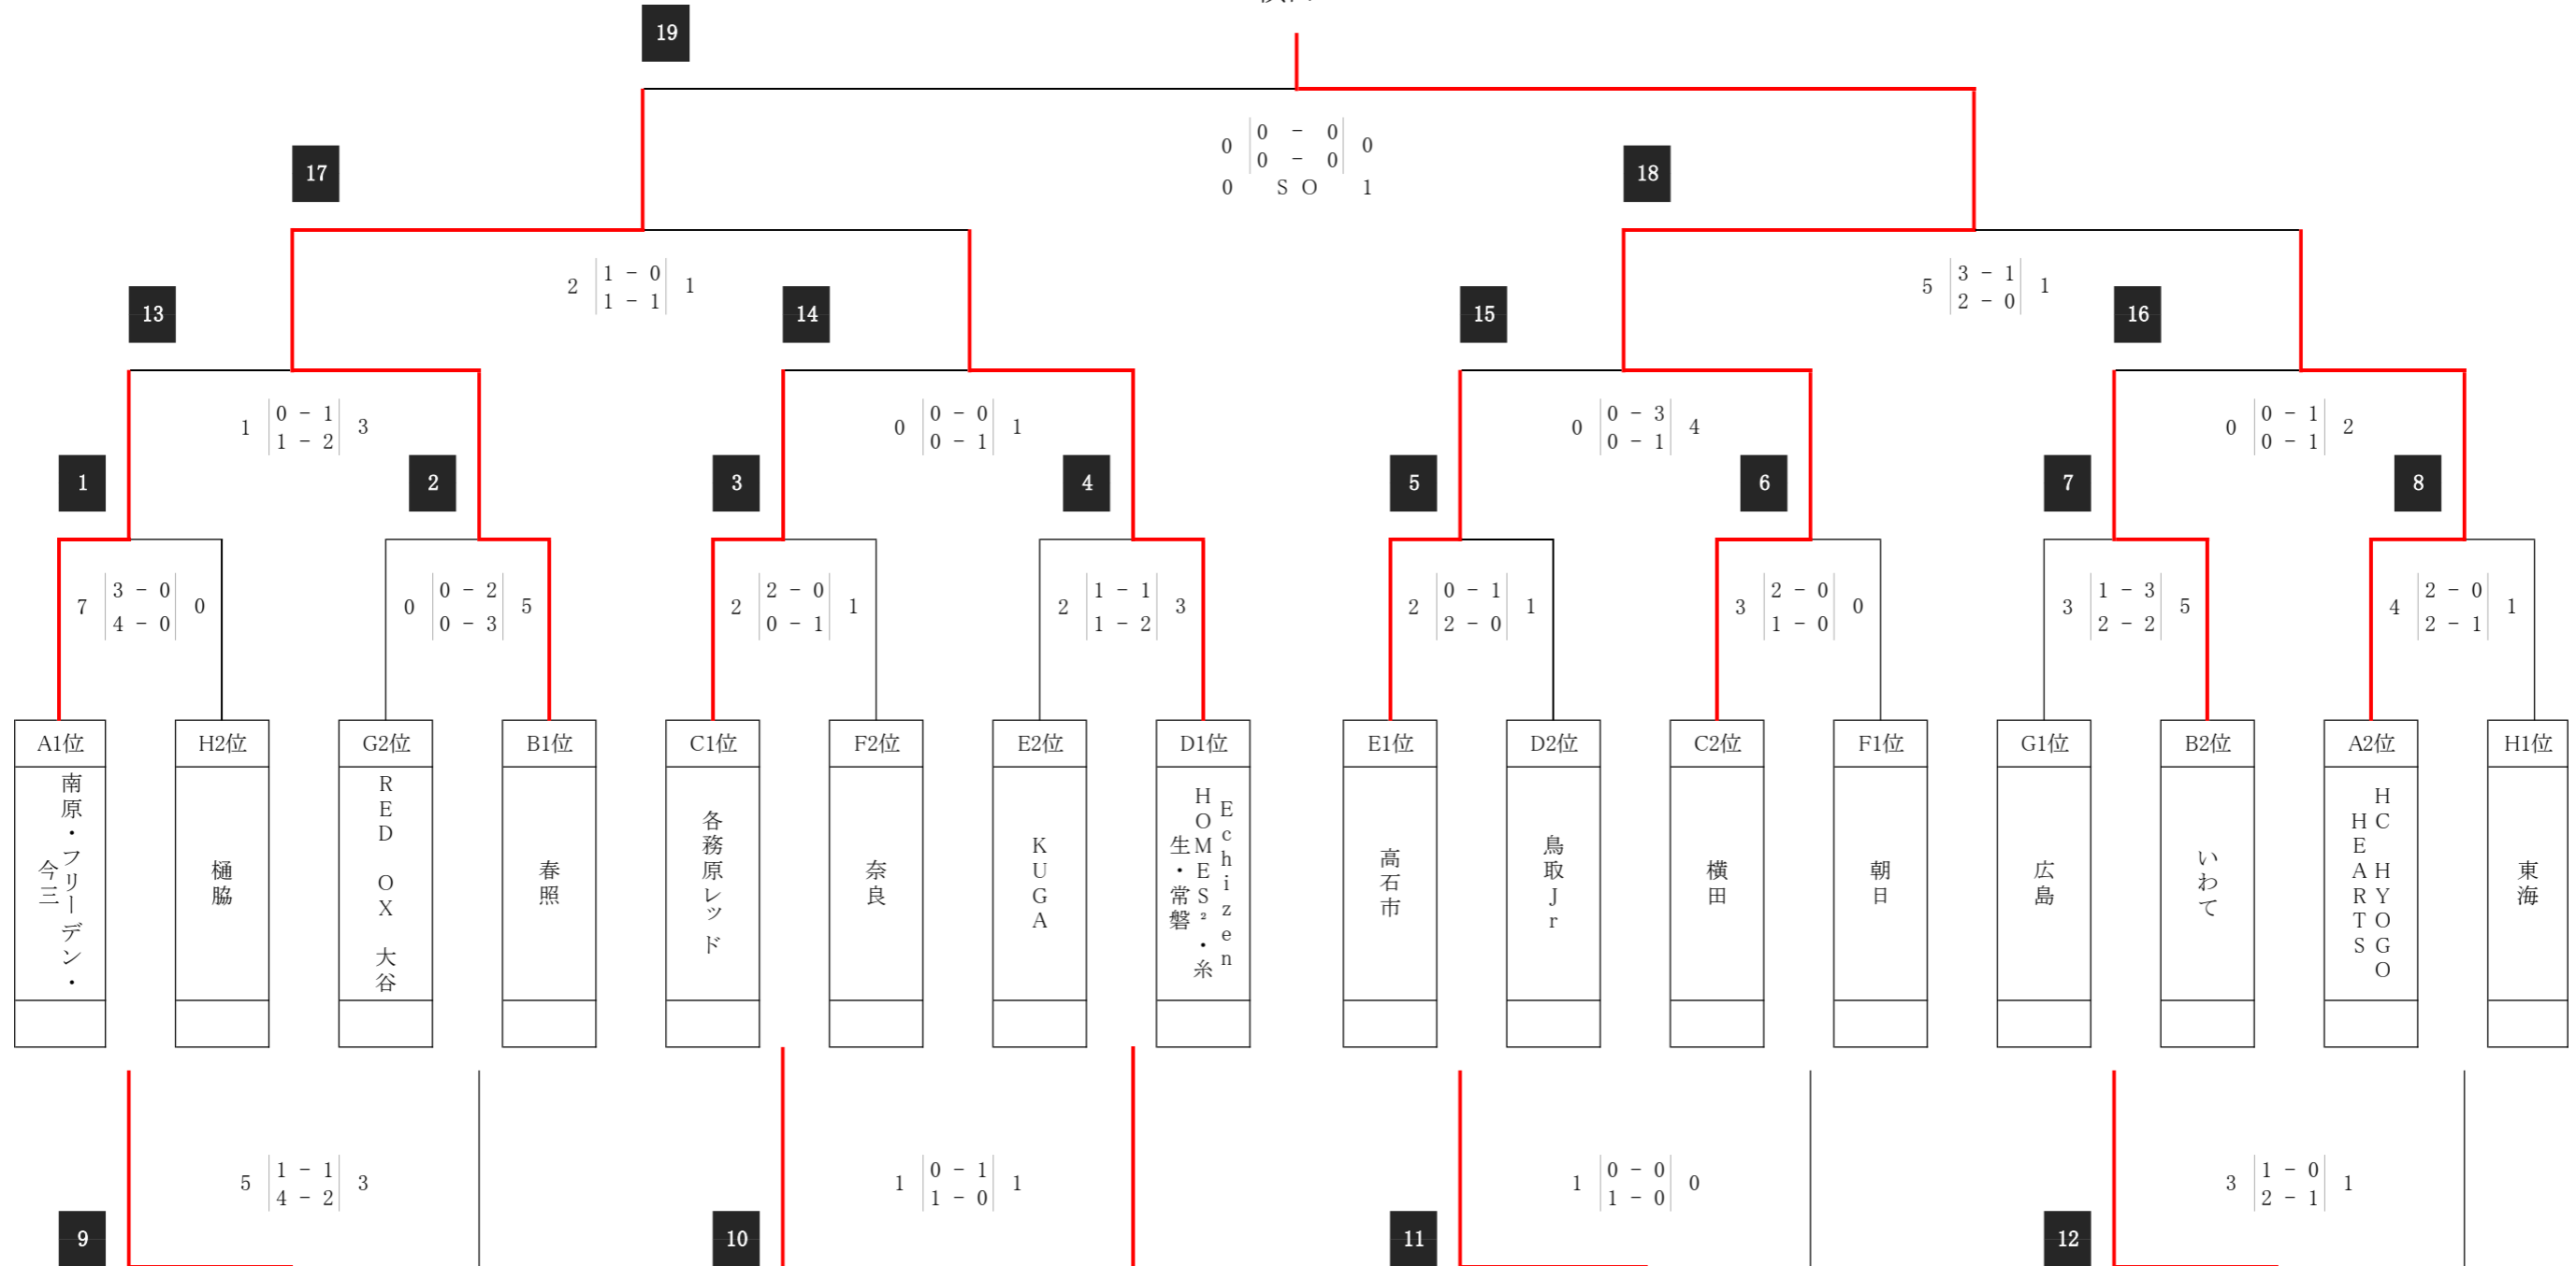 19
0 0 - 0 0
0 - 0
0 S O 1
17
18
2 1 - 0 1
1 - 1
5 3 - 1 1
2 - 0
13
14
15
16
1 0 - 1 3
1 - 2
0 0 - 0 1
0 - 1
0 0 - 3 4
0 - 1
0 0 - 1 2
0 - 1
1
2
3
4
5
6
7
8
7 3 - 0 0
4 - 0
0 0 - 2 5
0 - 3
2 2 - 0 1
0 - 1
2 1 - 1 3
1 - 2
2 0 - 1 1
2 - 0
3 2 - 0 0
1 - 0
3 1 - 3 5
2 - 2
4 2 - 0 1
2 - 1
A1位
南原・フリーデン・
今三
H2位
樋脇
G2位
RED OX 大谷
B1位
春照
C1位
各務原レッド
F2位
奈良
E2位
KUGA
D1位
Echizen
HOMES²・糸
生・常磐
E1位
高石市
D2位
鳥取Jr
C2位
横田
F1位
朝日
G1位
広島
B2位
いわて
A2位
HC HYOGO
HEARTS
H1位
東海
5 1 - 1 3
4 - 2
1 0 - 1 1
1 - 0
1 0 - 0 0
1 - 0
3 1 - 0 1
2 - 1
9
10
11
12